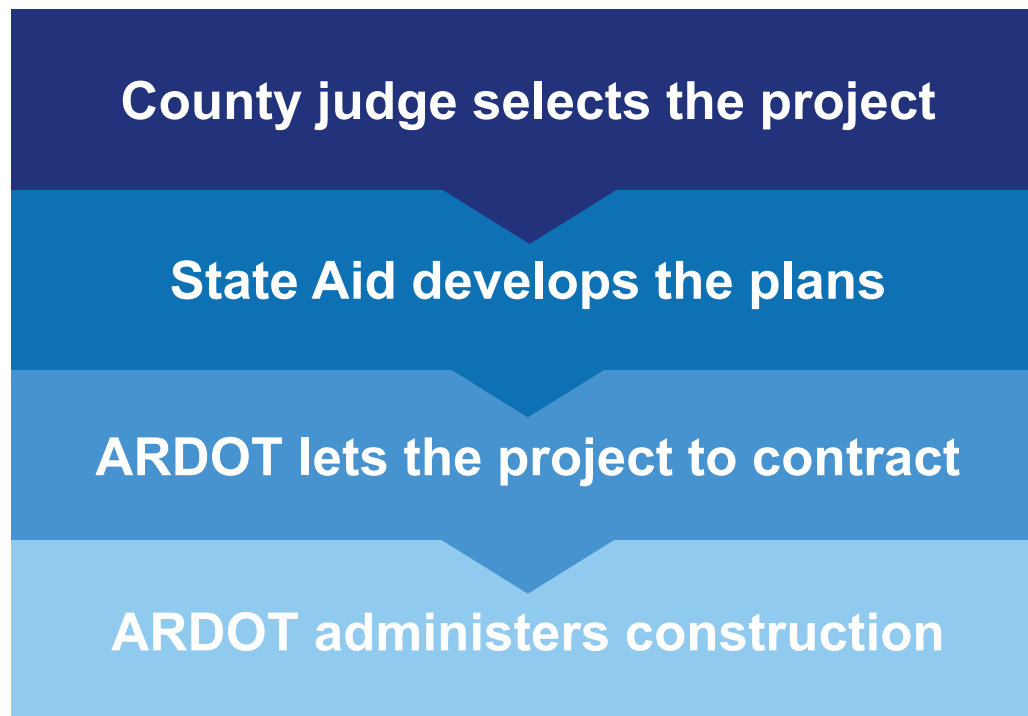 County judge selects the project
State Aid develops the plans
ARDOT lets the project to contract
ARDOT administers construction